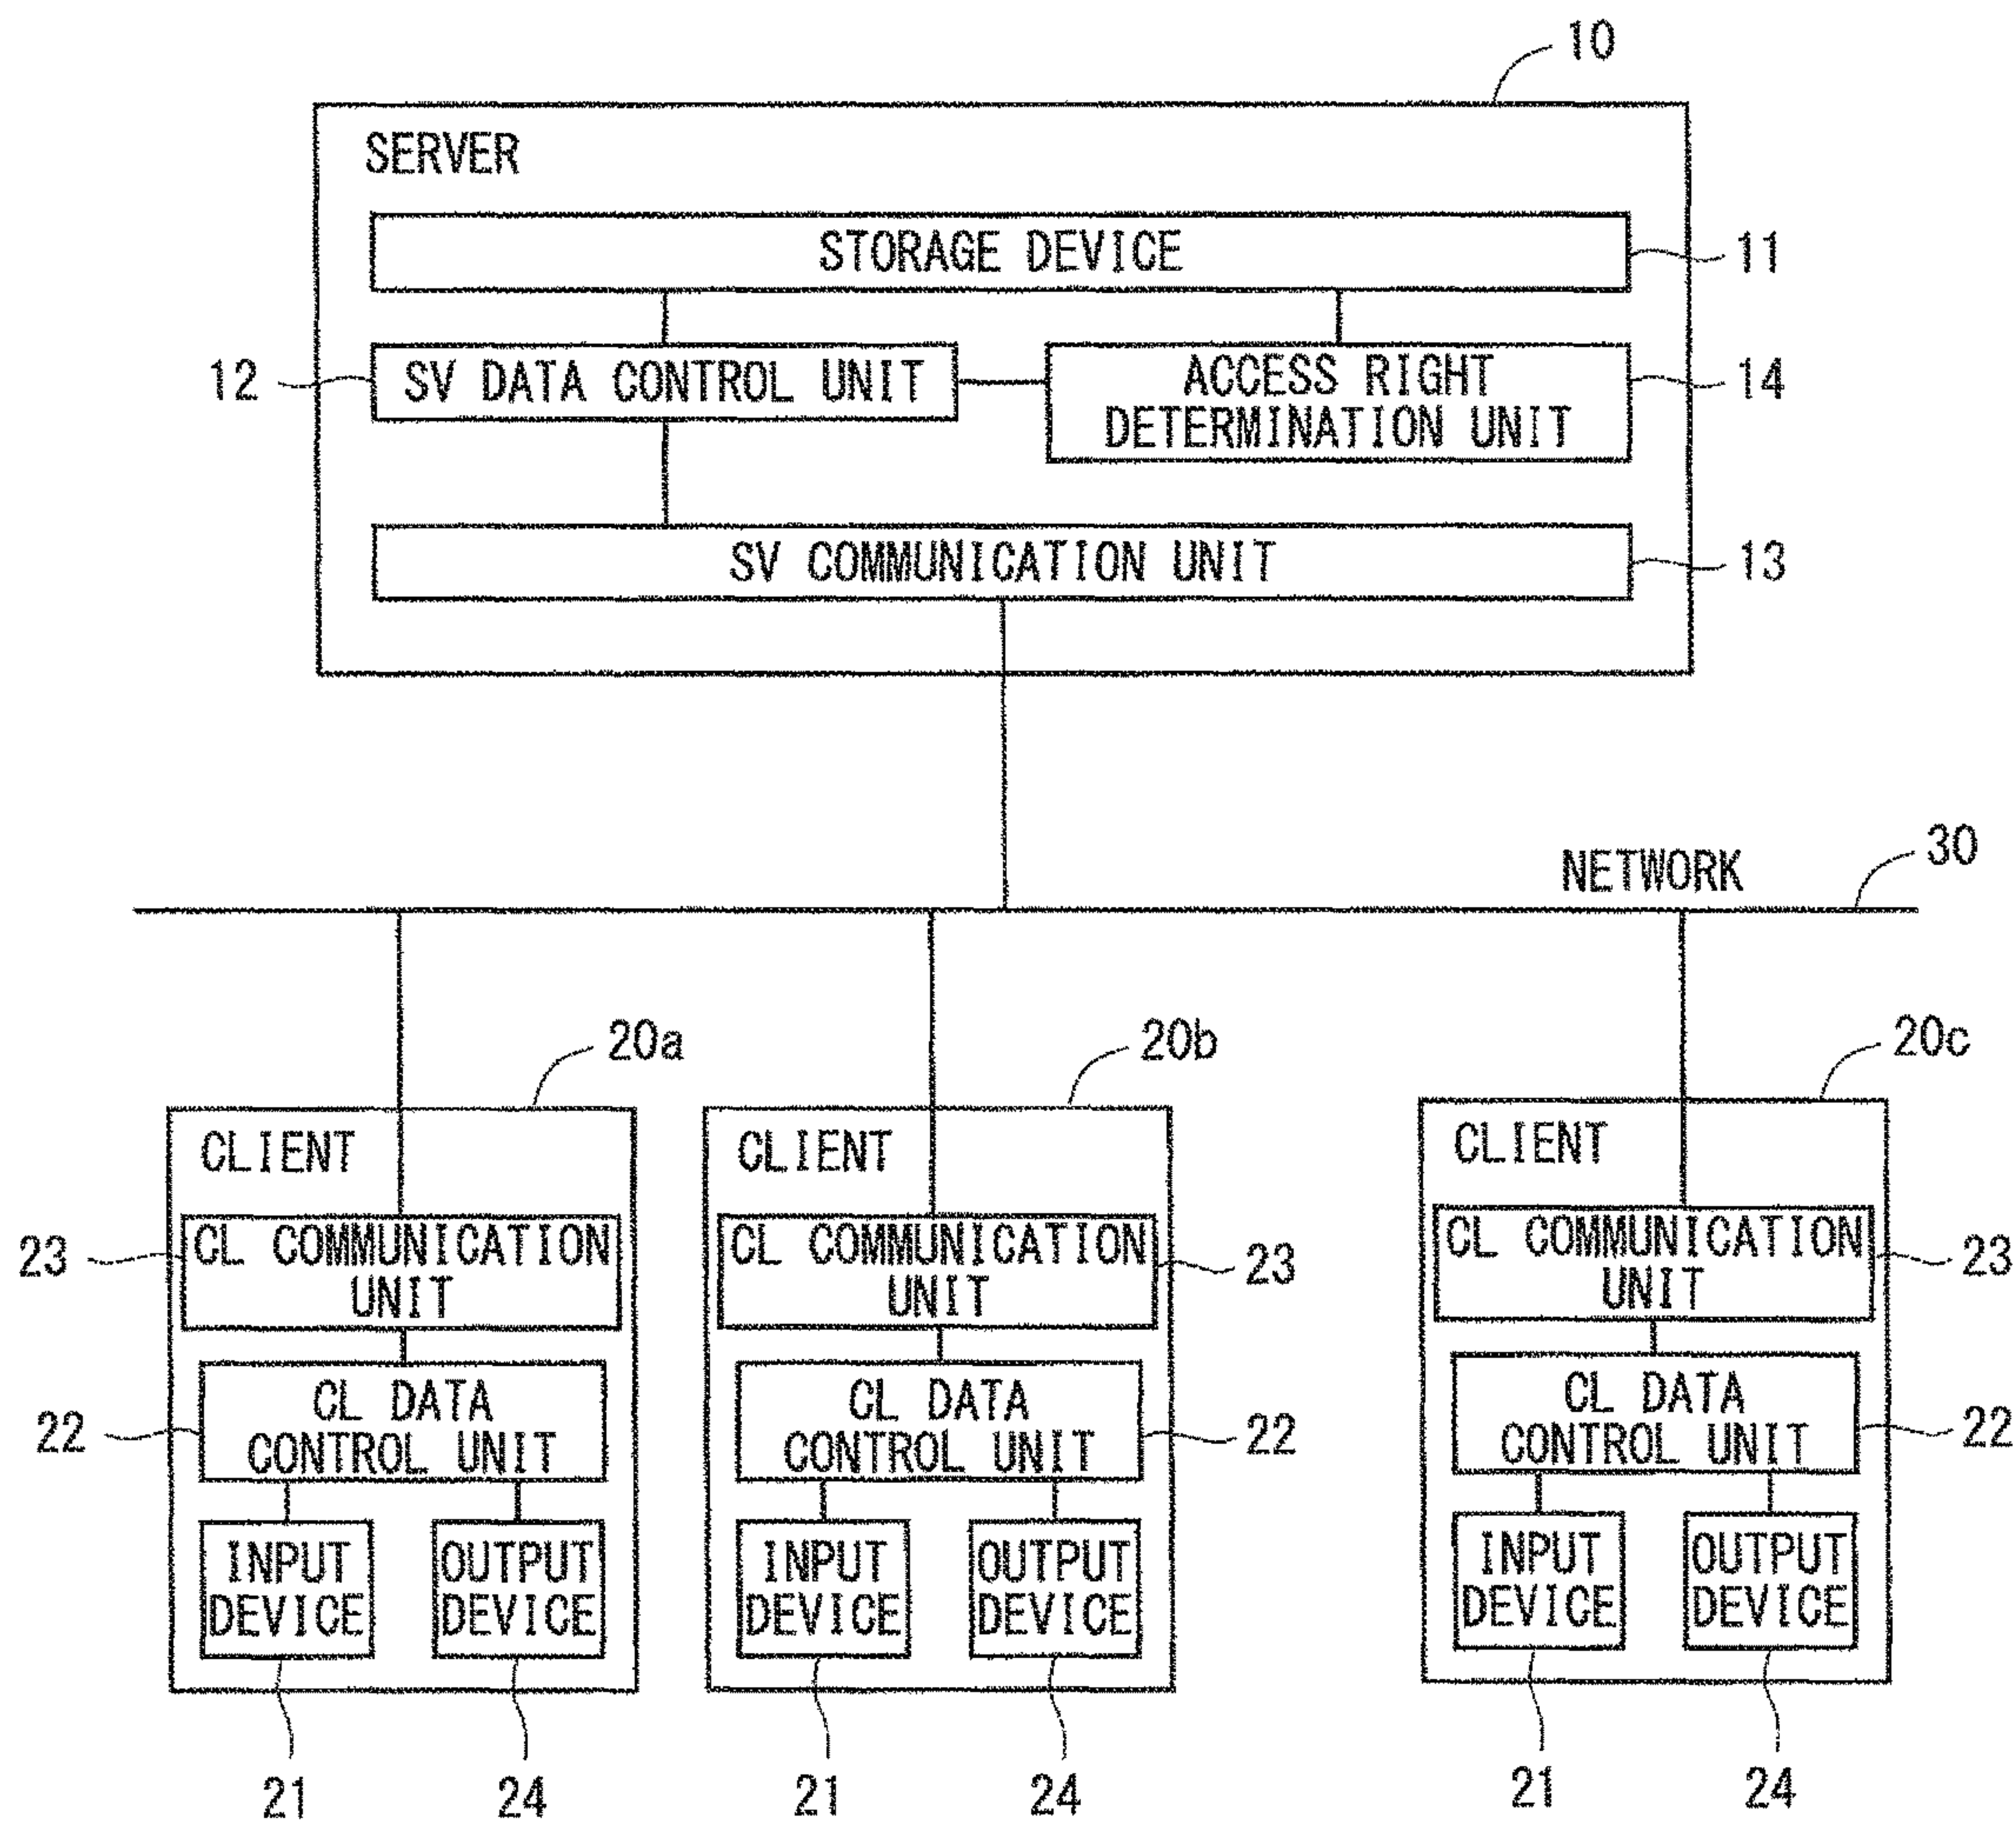 10
SERVER
STORAGE DEVICE
11
12
SV DATA CONTROL UNIT
ACCESS RIGHT
DETERMINATION UNIT
14
SV COMMUNICATION UNIT
13
NETWORK
30
20a
20b
20c
CLIENT
CLIENT
CLIENT
23
CL COMMUNICATION
UNIT
CL COMMUNICATION
UNIT
23
CL COMMUNICATION
UNIT
23
22
CL DATA
CONTROL UNIT
CL DATA
CONTROL UNIT
22
CL DATA
CONTROL UNIT
22
INPUT
DEVICE
OUTPUT
DEVICE
INPUT
DEVICE
OUTPUT
DEVICE
INPUT
DEVICE
OUTPUT
DEVICE
21
24
21
24
21
24